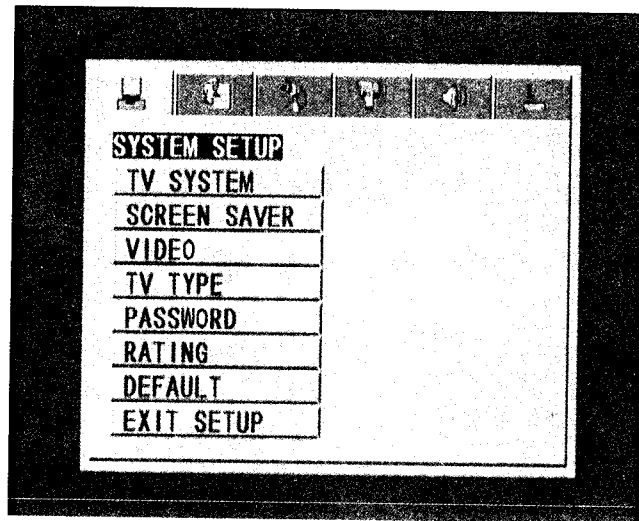 SYSTEM SETUP
TV SYSTEM
SCREEN SAVER
VIDEO
TV TYPE
PASSWORD
RATING
DEFAULT
EXIT SETUP